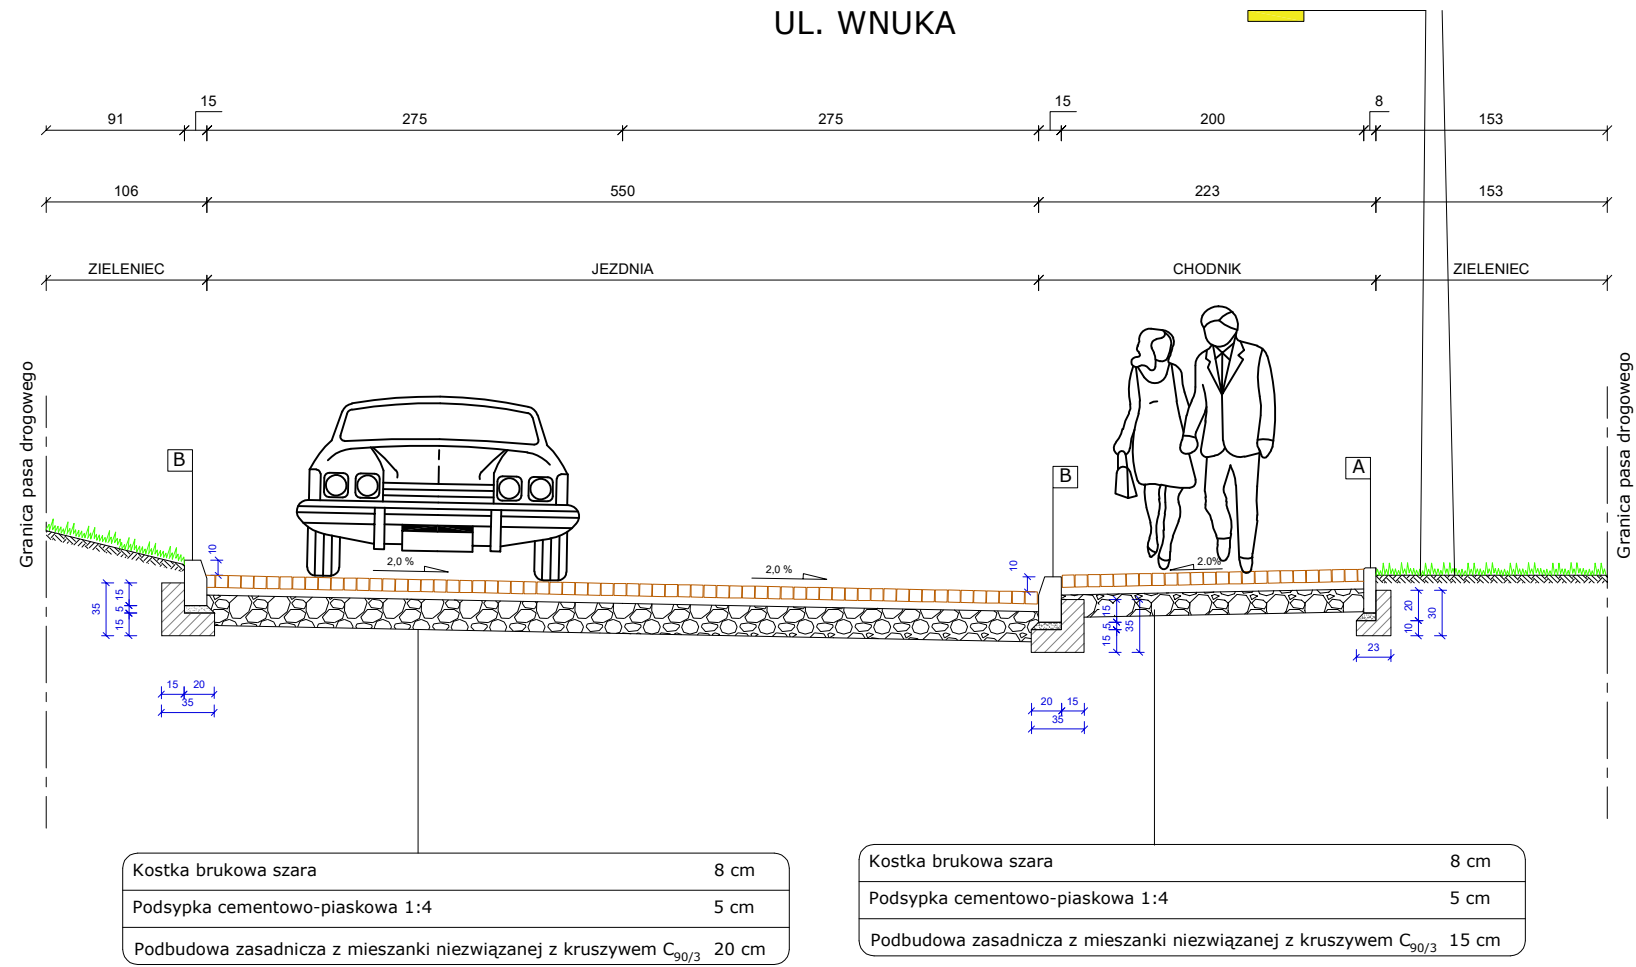 UL. WNUKA
15 15 8
91 275 275 200 153
106 550 223 153
ZIELENIEC JEZDNIA CHODNIK ZIELENIEC
Granica pasa drogowego
Granica pasa drogowego
B
B
A
10
2,0 %
2,0 %
10
2.0%
35
15
5
15
15
5
15
35
20
10
30
23
15 20
35
20 15
35
Kostka brukowa szara 8 cm
Podsypka cementowo-piaskowa 1:4 5 cm
Podbudowa zasadnicza z mieszanki niezwiązanej z kruszywem C90/3 20 cm
Kostka brukowa szara 8 cm
Podsypka cementowo-piaskowa 1:4 5 cm
Podbudowa zasadnicza z mieszanki niezwiązanej z kruszywem C90/3 15 cm